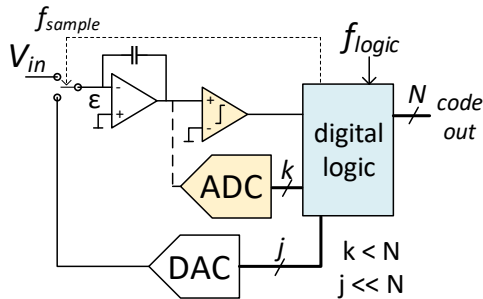 f_sample
V_in
ε
-
+
+
-
f_logic
N
code
out
digital
logic
ADC
k
DAC
j
k < N
j << N